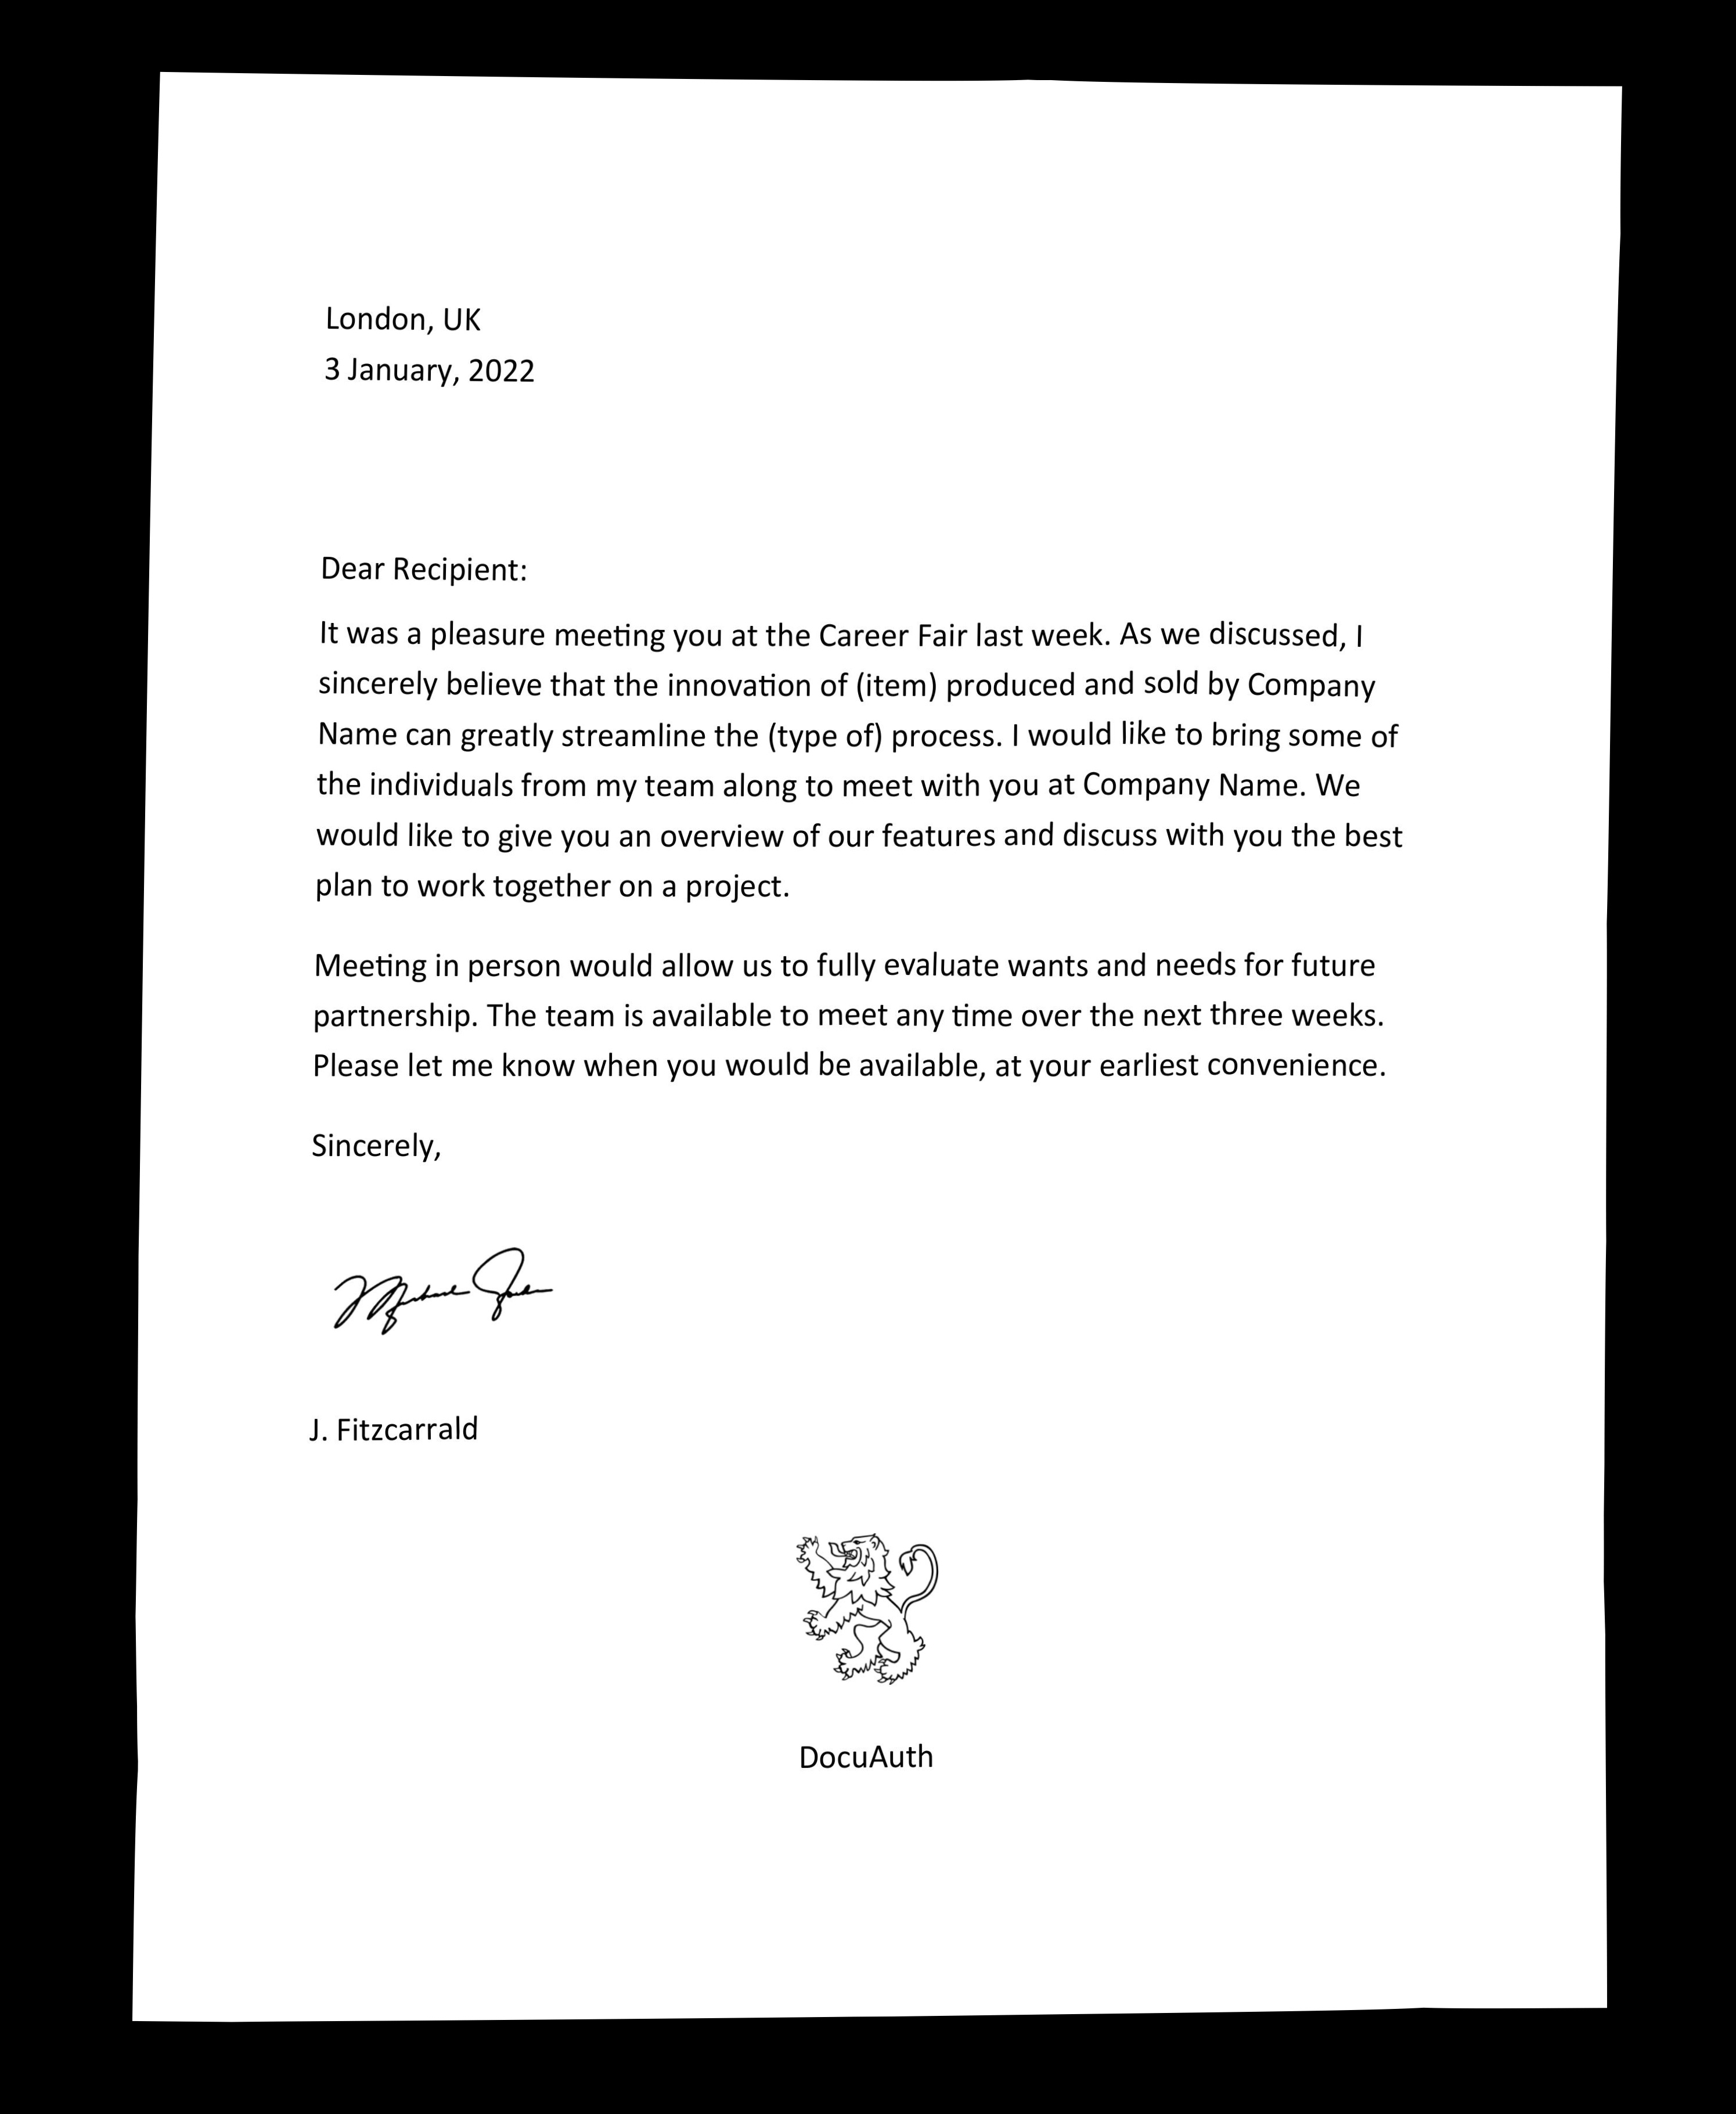 London, UK
3 January, 2022
Dear Recipient:
It was a pleasure meeting you at the Career Fair last week. As we discussed, I
sincerely believe that the innovation of (item) produced and sold by Company
Name can greatly streamline the (type of) process. I would like to bring some of
the individuals from my team along to meet with you at Company Name. We
would like to give you an overview of our features and discuss with you the best
plan to work together on a project.
Meeting in person would allow us to fully evaluate wants and needs for future
partnership. The team is available to meet any time over the next three weeks.
Please let me know when you would be available, at your earliest convenience.
Sincerely,
J. Fitzcarrald
DocuAuth